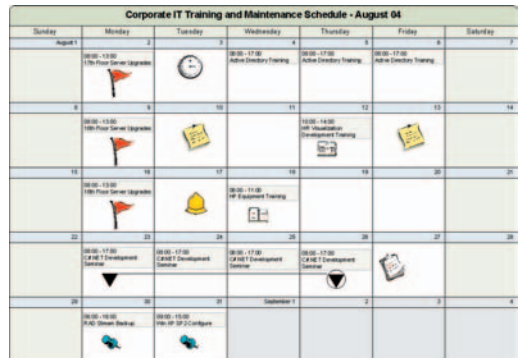 Corporate IT Training and Maintenance Schedule - August 04
Sunday Monday Tuesday Wednesday Thursday Friday Saturday
August 1 2 3 4 5 6 7
08:00 - 13:00
17th Floor Server Upgrades
08:00 - 17:00
Active Directory Training
08:00 - 17:00
Active Directory Training
08:00 - 17:00
Active Directory Training
8 9 10 11 12 13 14
08:00 - 13:00
16th Floor Server Upgrades
10:00 - 14:00
HR Visualization
Development Training
15 16 17 18 19 20 21
08:00 - 13:00
18th Floor Server Upgrades
08:00 - 11:00
HP Equipment Training
22 23 24 25 26 27 28
08:00 - 17:00
C#.NET Development
Seminar
08:00 - 17:00
C#.NET Development
Seminar
08:00 - 17:00
C#.NET Development
Seminar
08:00 - 17:00
C#.NET Development
Seminar
29 30 31 September 1 2 3 4
RAD Stream Backup
08:00 - 15:00
Win XP SP2 Configure